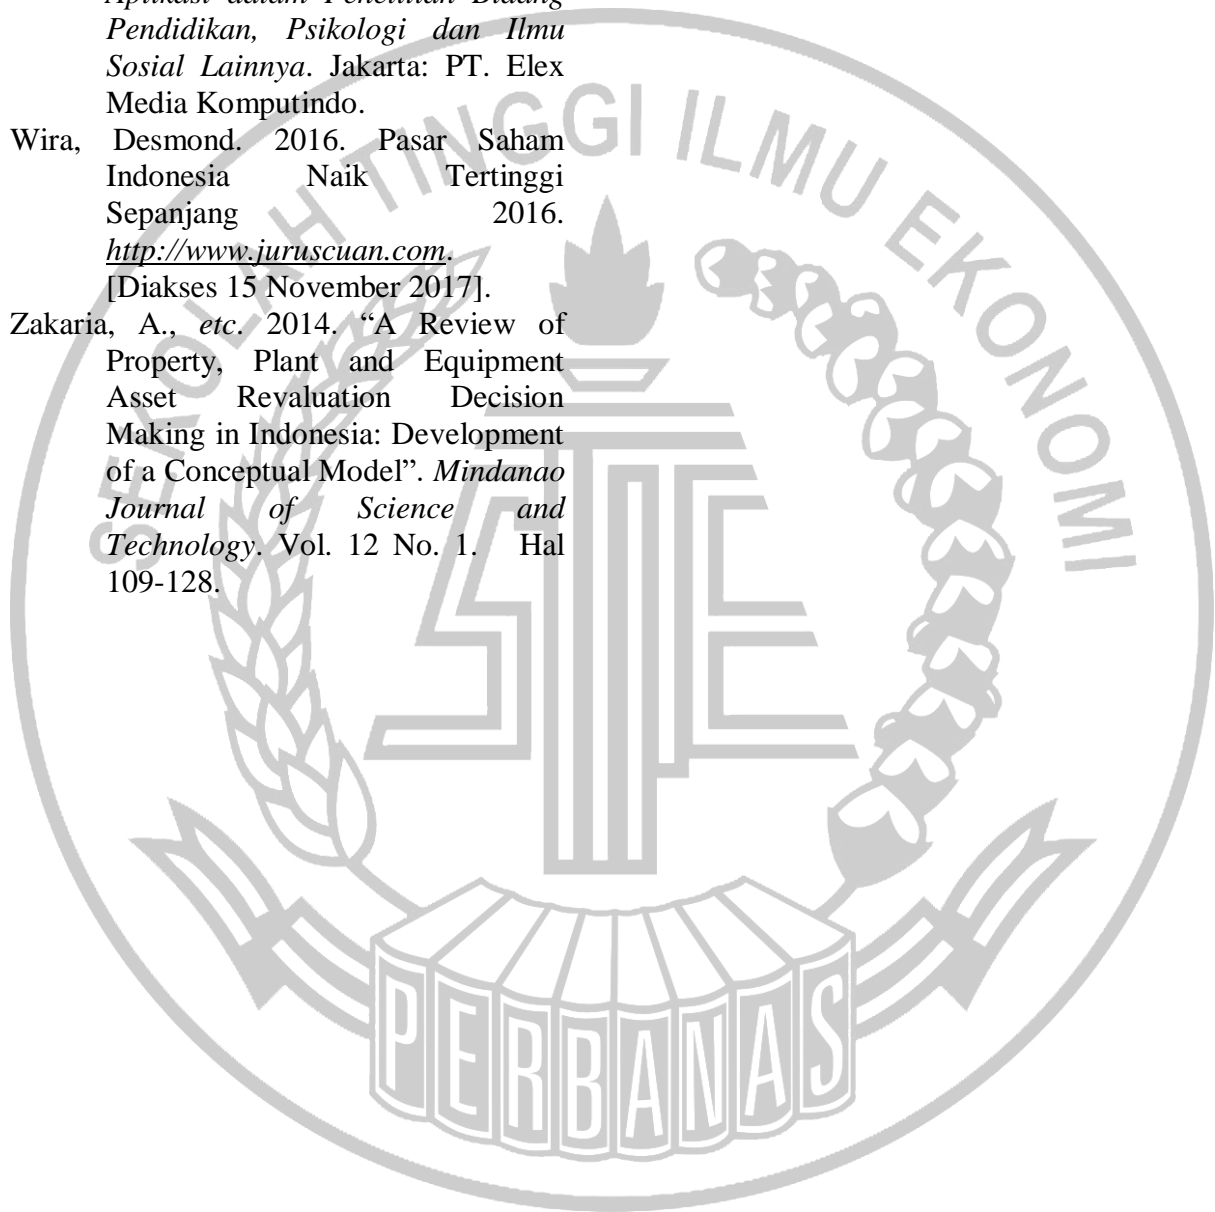 Aplikasi dalam Penelitian Bidang
Pendidikan, Psikologi dan Ilmu
Sosial Lainnya. Jakarta: PT. Elex
Media Komputindo.
Wira, Desmond. 2016. Pasar Saham
Indonesia Naik Tertinggi
Sepanjang 2016.
http://www.juruscuan.com.
[Diakses 15 November 2017].
Zakaria, A., etc. 2014. “A Review of
Property, Plant and Equipment
Asset Revaluation Decision
Making in Indonesia: Development
of a Conceptual Model”. Mindanao
Journal of Science and
Technology. Vol. 12 No. 1. Hal
109-128.
SEKOLAH TINGGI ILMU EKONOMI
PERBANAS